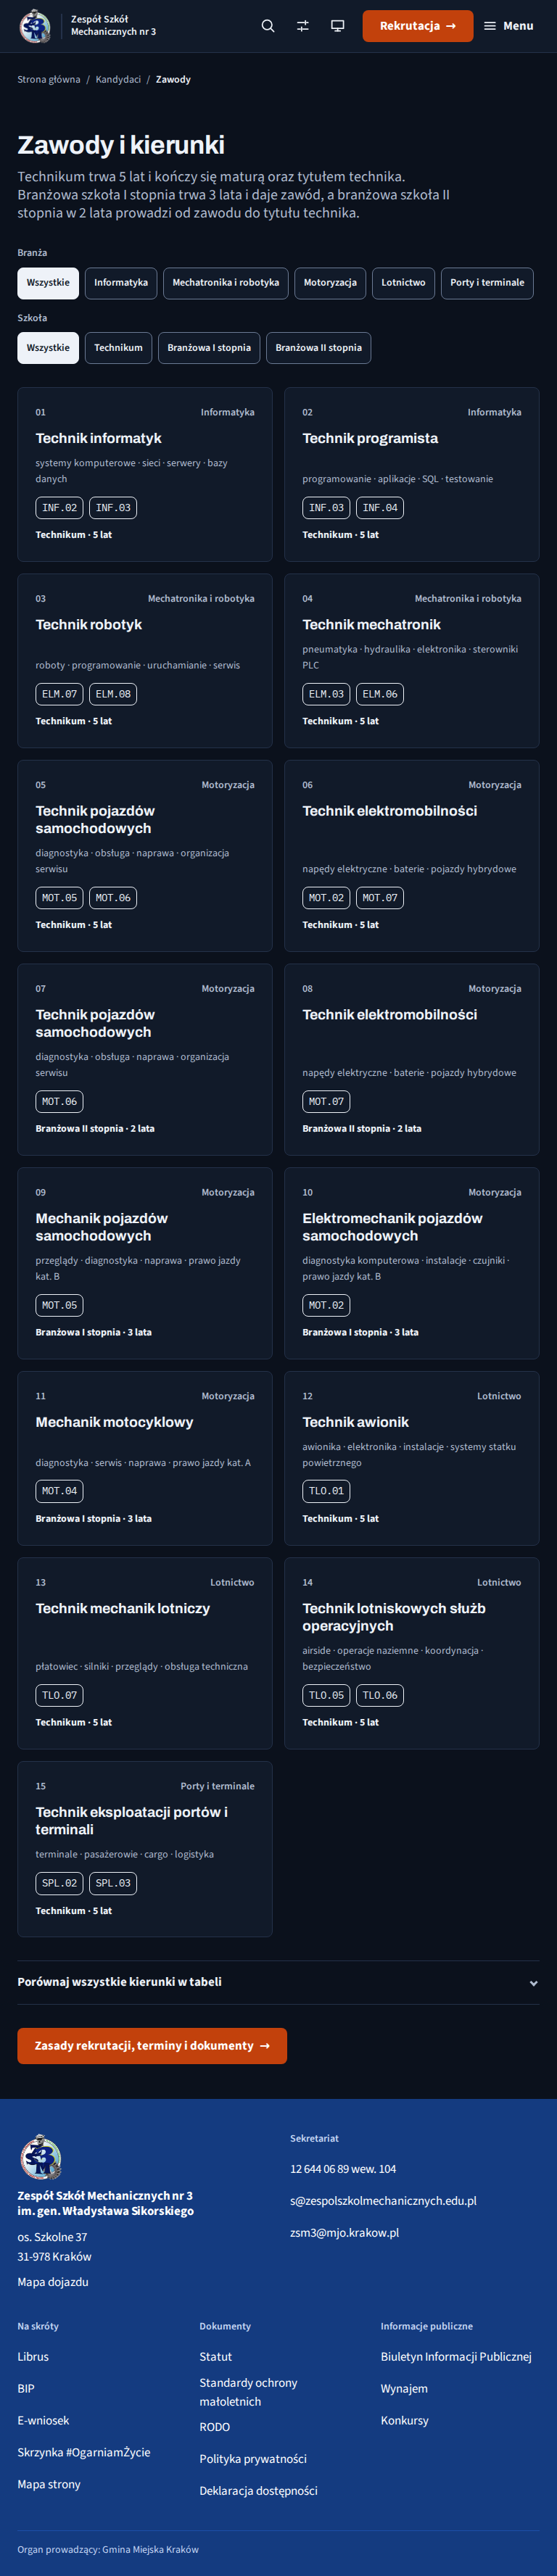 Zespół Szkół
Mechanicznych nr 3
Rekrutacja →
Menu
Strona główna / Kandydaci / Zawody
Zawody i kierunki
Technikum trwa 5 lat i kończy się maturą oraz tytułem technika.
Branżowa szkoła I stopnia trwa 3 lata i daje zawód, a branżowa szkoła II
stopnia w 2 lata prowadzi od zawodu do tytułu technika.
Branża
Wszystkie Informatyka Mechatronika i robotyka Motoryzacja Lotnictwo Porty i terminale
Szkoła
Wszystkie Technikum Branżowa I stopnia Branżowa II stopnia
01 Informatyka
Technik informatyk
systemy komputerowe · sieci · serwery · bazy
danych
INF.02 INF.03
Technikum · 5 lat
02 Informatyka
Technik programista
programowanie · aplikacje · SQL · testowanie
INF.03 INF.04
Technikum · 5 lat
03 Mechatronika i robotyka
Technik robotyk
roboty · programowanie · uruchamianie · serwis
ELM.07 ELM.08
Technikum · 5 lat
04 Mechatronika i robotyka
Technik mechatronik
pneumatyka · hydraulika · elektronika · sterowniki
PLC
ELM.03 ELM.06
Technikum · 5 lat
05 Motoryzacja
Technik pojazdów
samochodowych
diagnostyka · obsługa · naprawa · organizacja
serwisu
MOT.05 MOT.06
Technikum · 5 lat
06 Motoryzacja
Technik elektromobilności
napędy elektryczne · baterie · pojazdy hybrydowe
MOT.02 MOT.07
Technikum · 5 lat
07 Motoryzacja
Technik pojazdów
samochodowych
diagnostyka · obsługa · naprawa · organizacja
serwisu
MOT.06
Branżowa II stopnia · 2 lata
08 Motoryzacja
Technik elektromobilności
napędy elektryczne · baterie · pojazdy hybrydowe
MOT.07
Branżowa II stopnia · 2 lata
09 Motoryzacja
Mechanik pojazdów
samochodowych
przeglądy · diagnostyka · naprawa · prawo jazdy
kat. B
MOT.05
Branżowa I stopnia · 3 lata
10 Motoryzacja
Elektromechanik pojazdów
samochodowych
diagnostyka komputerowa · instalacje · czujniki ·
prawo jazdy kat. B
MOT.02
Branżowa I stopnia · 3 lata
11 Motoryzacja
Mechanik motocyklowy
diagnostyka · serwis · naprawa · prawo jazdy kat. A
MOT.04
Branżowa I stopnia · 3 lata
12 Lotnictwo
Technik awionik
awionika · elektronika · instalacje · systemy statku
powietrznego
TLO.01
Technikum · 5 lat
13 Lotnictwo
Technik mechanik lotniczy
płatowiec · silniki · przeglądy · obsługa techniczna
TLO.07
Technikum · 5 lat
14 Lotnictwo
Technik lotniskowych służb
operacyjnych
airside · operacje naziemne · koordynacja ·
bezpieczeństwo
TLO.05 TLO.06
Technikum · 5 lat
15 Porty i terminale
Technik eksploatacji portów i
terminali
terminale · pasażerowie · cargo · logistyka
SPL.02 SPL.03
Technikum · 5 lat
Porównaj wszystkie kierunki w tabeli
Zasady rekrutacji, terminy i dokumenty →
Zespół Szkół Mechanicznych nr 3
im. gen. Władysława Sikorskiego
os. Szkolne 37
31-978 Kraków
Mapa dojazdu
Sekretariat
12 644 06 89 wew. 104
s@zespolszkolmechanicznych.edu.pl
zsm3@mjo.krakow.pl
Na skróty
Librus
BIP
E-wniosek
Skrzynka #OgarniamŻycie
Mapa strony
Dokumenty
Statut
Standardy ochrony
małoletnich
RODO
Polityka prywatności
Deklaracja dostępności
Informacje publiczne
Biuletyn Informacji Publicznej
Wynajem
Konkursy
Organ prowadzący: Gmina Miejska Kraków